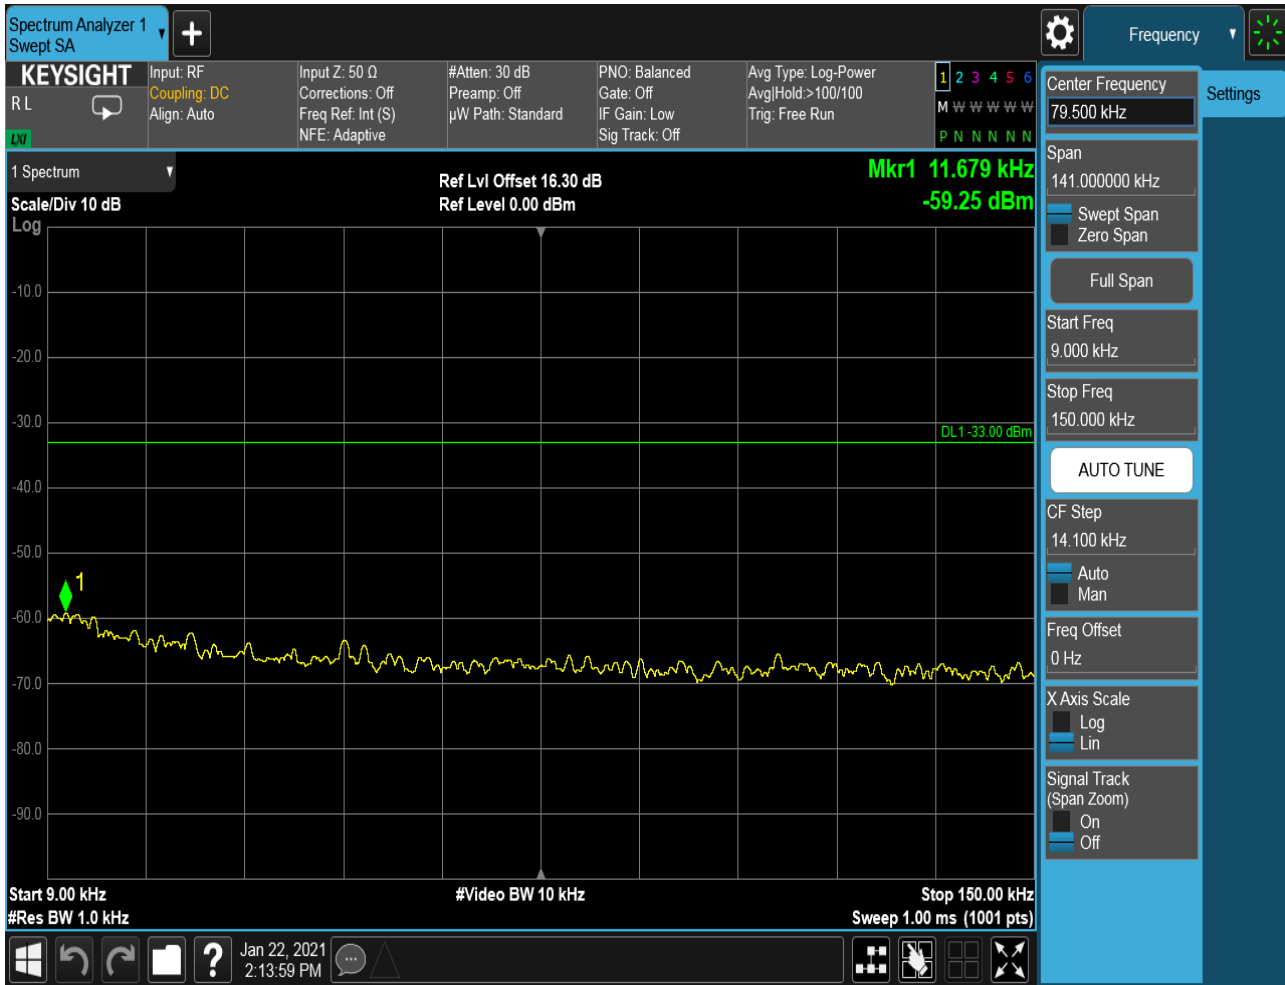 Spectrum Analyzer 1
Swept SA
Frequency
KEYSIGHT
R L
LXI
Input: RF
Coupling: DC
Align: Auto
Input Z: 50 Ω
Corrections: Off
Freq Ref: Int (S)
NFE: Adaptive
#Atten: 30 dB
Preamp: Off
µW Path: Standard
PNO: Balanced
Gate: Off
IF Gain: Low
Sig Track: Off
Avg Type: Log-Power
Avg|Hold:>100/100
Trig: Free Run
1 2 3 4 5 6
M W W W W W
P N N N N N
1 Spectrum
Scale/Div 10 dB
Log
Ref Lvl Offset 16.30 dB
Ref Level 0.00 dBm
Mkr1 11.679 kHz
-59.25 dBm
-10.0
-20.0
-30.0
DL1 -33.00 dBm
-40.0
-50.0
1
-60.0
-70.0
-80.0
-90.0
Start 9.00 kHz
#Video BW 10 kHz
Stop 150.00 kHz
#Res BW 1.0 kHz
Sweep 1.00 ms (1001 pts)
Jan 22, 2021
2:13:59 PM
Center Frequency
79.500 kHz
Settings
Span
141.000000 kHz
Swept Span
Zero Span
Full Span
Start Freq
9.000 kHz
Stop Freq
150.000 kHz
AUTO TUNE
CF Step
14.100 kHz
Auto
Man
Freq Offset
0 Hz
X Axis Scale
Log
Lin
Signal Track
(Span Zoom)
On
Off